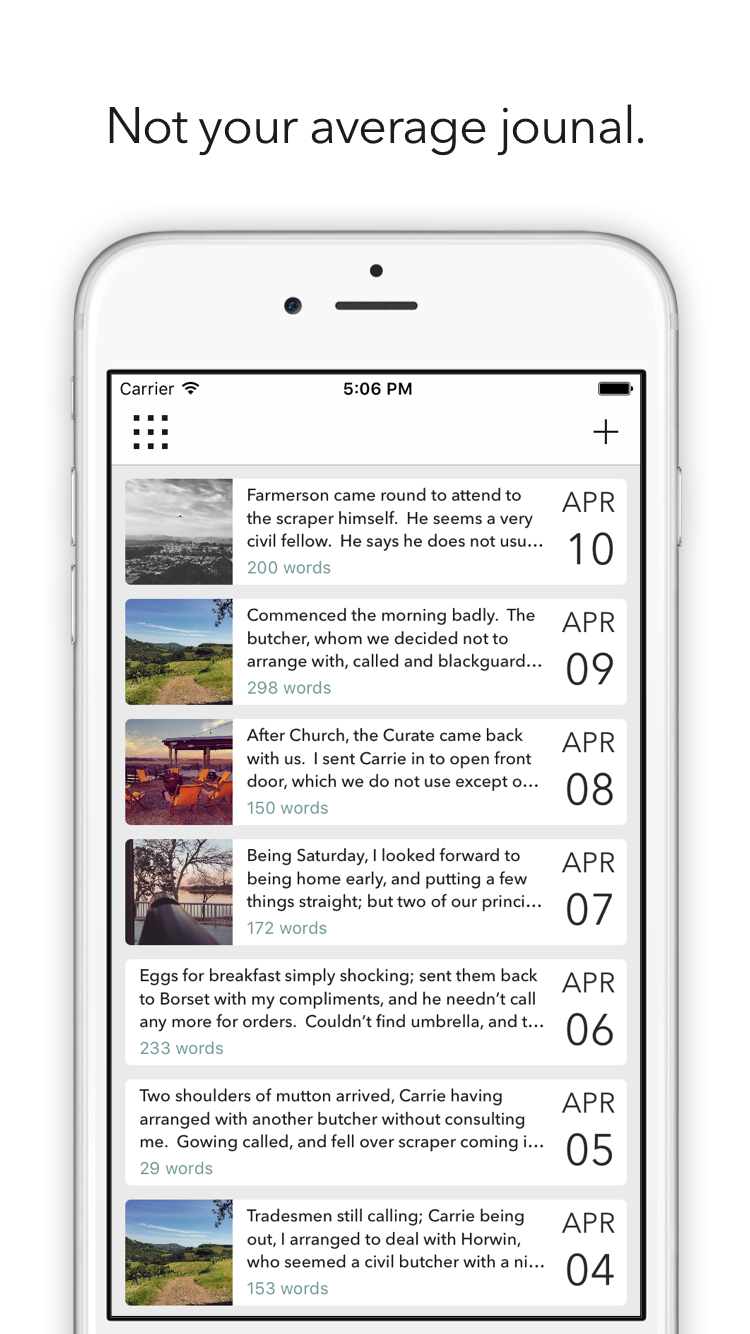 Not your average jounal.
Carrier 5:06 PM
Farmerson came round to attend to
the scraper himself.  He seems a very
civil fellow.  He says he does not usu...
200 words
APR
10
Commenced the morning badly.  The
butcher, whom we decided not to
arrange with, called and blackguard...
298 words
APR
09
After Church, the Curate came back
with us.  I sent Carrie in to open front
door, which we do not use except o...
150 words
APR
08
Being Saturday, I looked forward to
being home early, and putting a few
things straight; but two of our princi...
172 words
APR
07
Eggs for breakfast simply shocking; sent them back
to Borset with my compliments, and he needn’t call
any more for orders.  Couldn’t find umbrella, and t...
233 words
APR
06
Two shoulders of mutton arrived, Carrie having
arranged with another butcher without consulting
me.  Gowing called, and fell over scraper coming i...
29 words
APR
05
Tradesmen still calling; Carrie being
out, I arranged to deal with Horwin,
who seemed a civil butcher with a ni...
153 words
APR
04